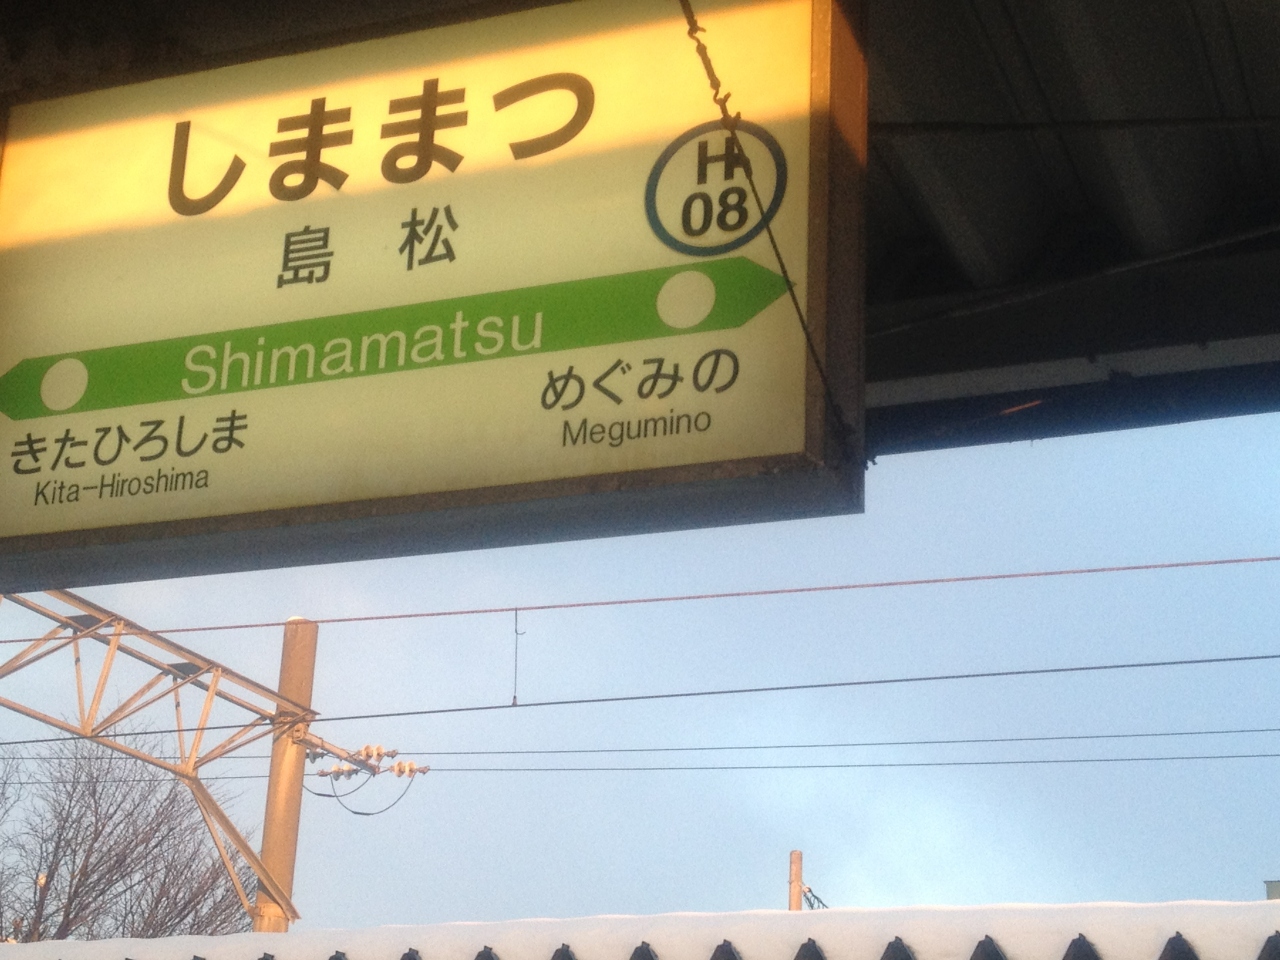 しままつ
H
08
島 松
Shimamatsu
きたひろしま
Kita-Hiroshima
めぐみの
Megumino